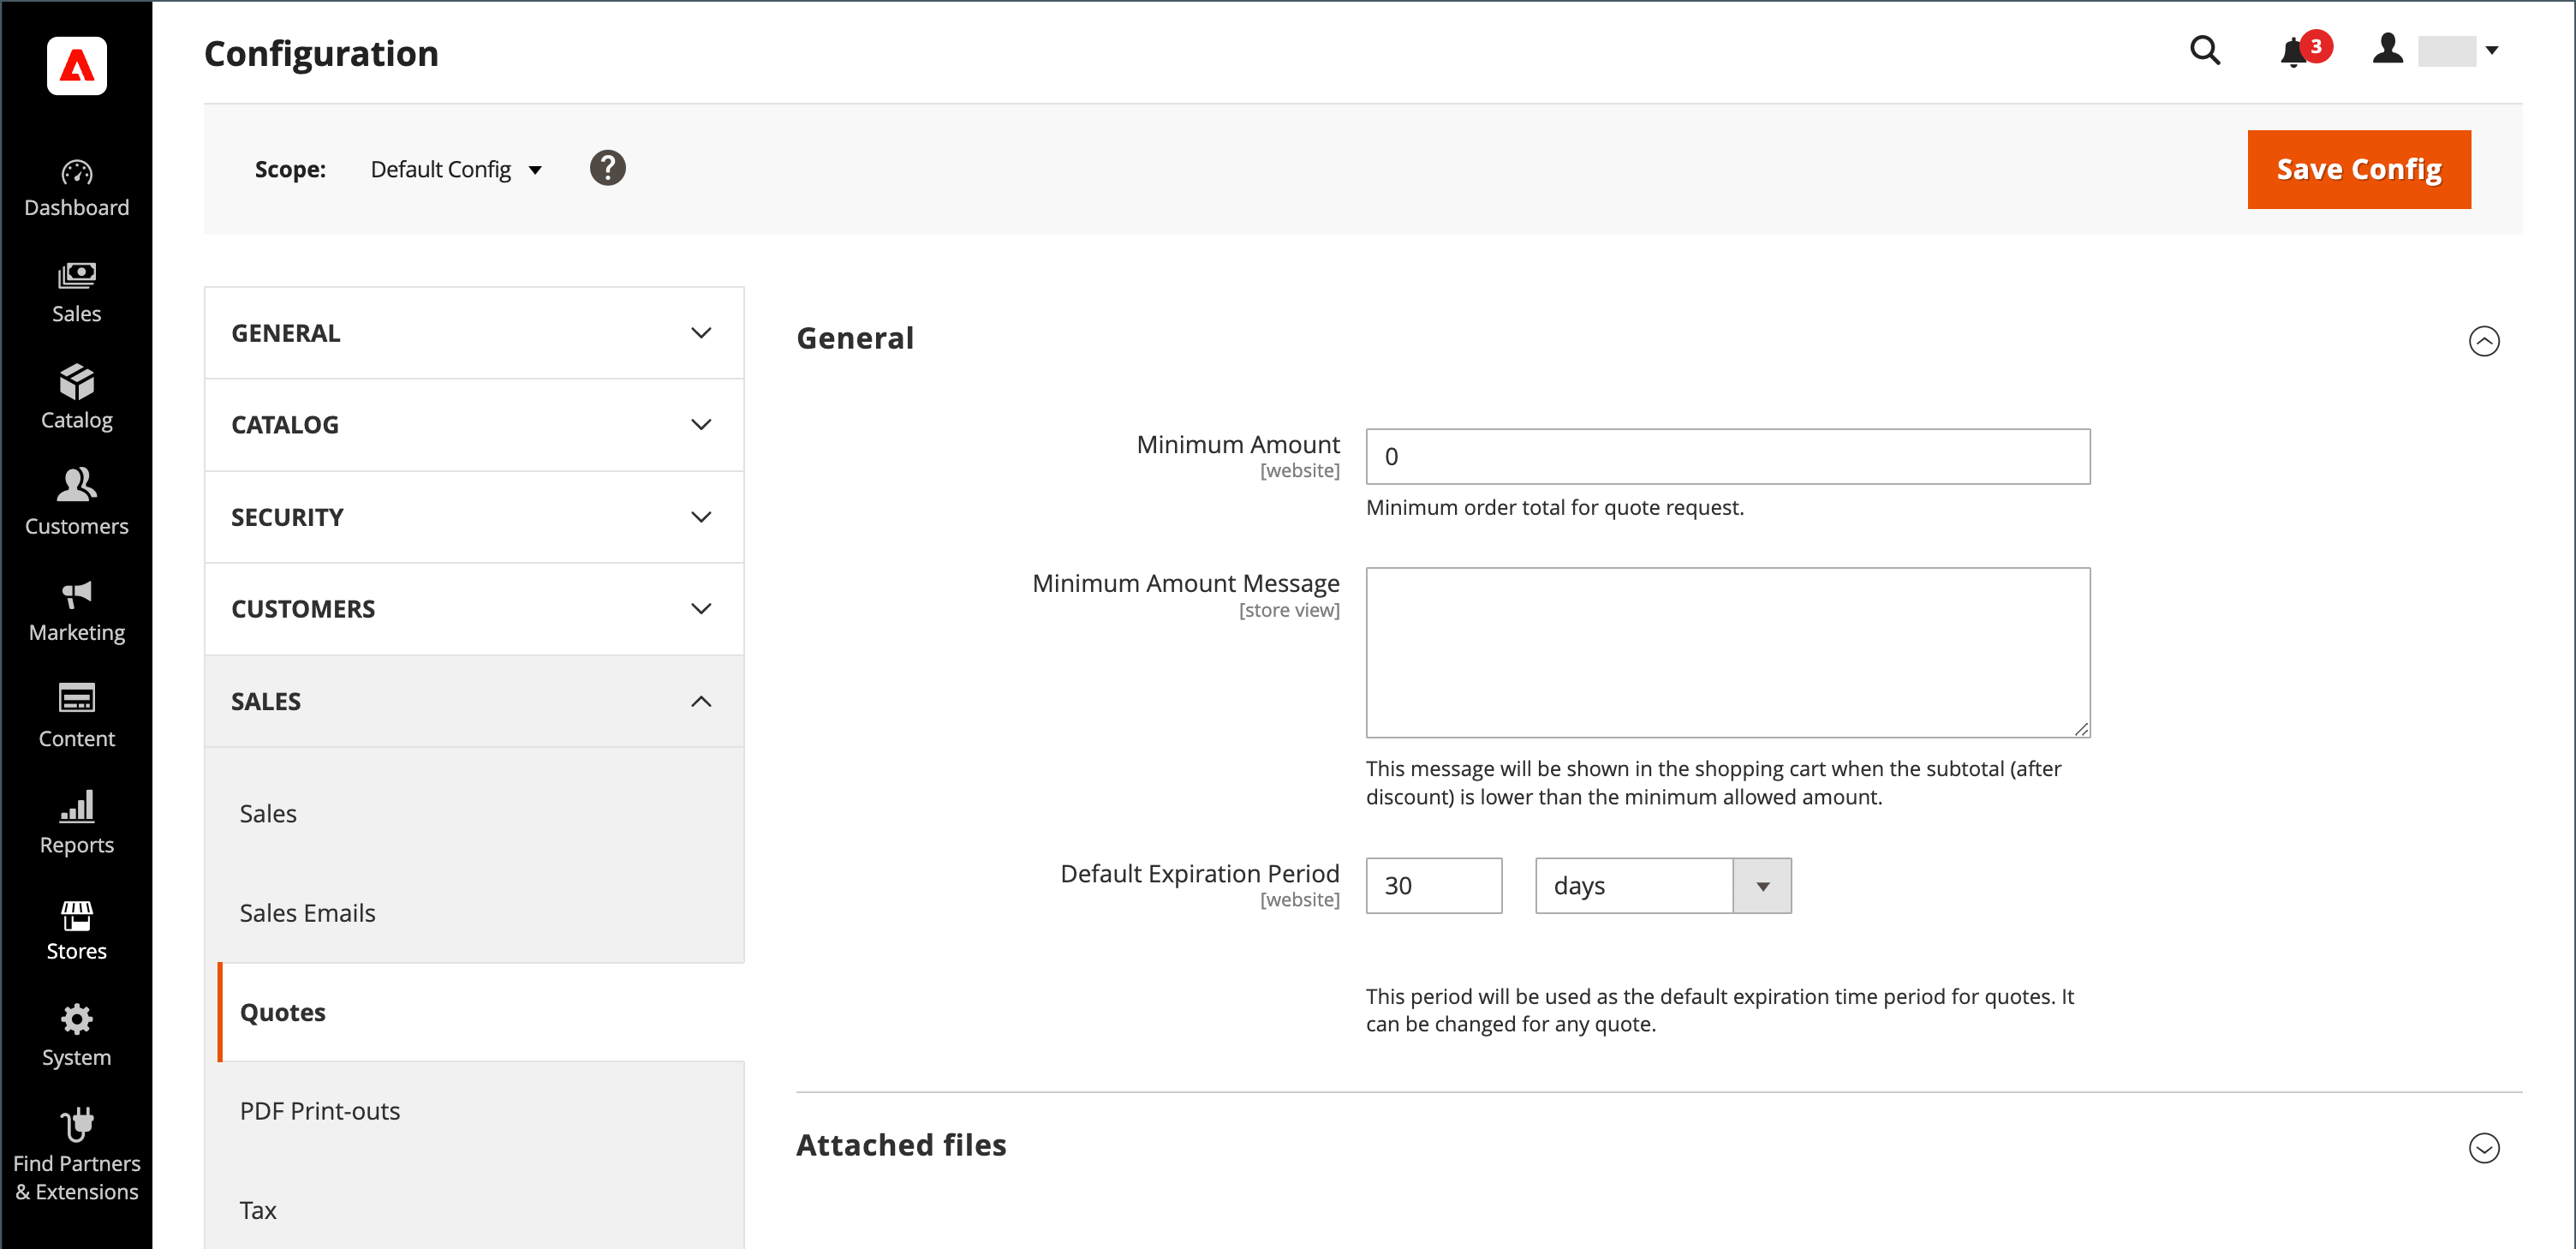 Configuration
3
Scope:
Default Config
?
Save Config
Dashboard
Sales
Catalog
Customers
Marketing
Content
Reports
Stores
System
Find Partners
& Extensions
GENERAL
CATALOG
SECURITY
CUSTOMERS
SALES
Sales
Sales Emails
Quotes
PDF Print-outs
Tax
General
Minimum Amount
[website]
0
Minimum order total for quote request.
Minimum Amount Message
[store view]
This message will be shown in the shopping cart when the subtotal (after
discount) is lower than the minimum allowed amount.
Default Expiration Period
[website]
30
days
This period will be used as the default expiration time period for quotes. It
can be changed for any quote.
Attached files